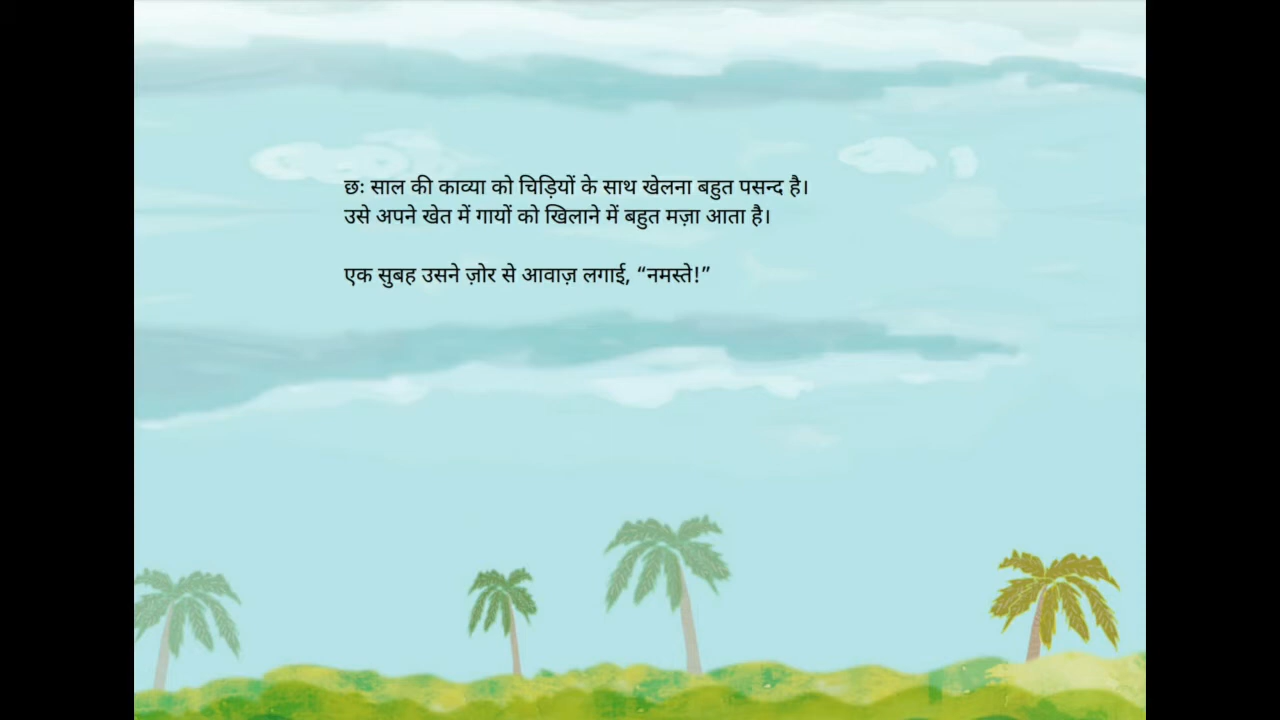 छः साल की काव्या को चिड़ियों के साथ खेलना बहुत पसन्द है।
उसे अपने खेत में गायों को खिलाने में बहुत मज़ा आता है।
एक सुबह उसने ज़ोर से आवाज़ लगाई, “नमस्ते!”